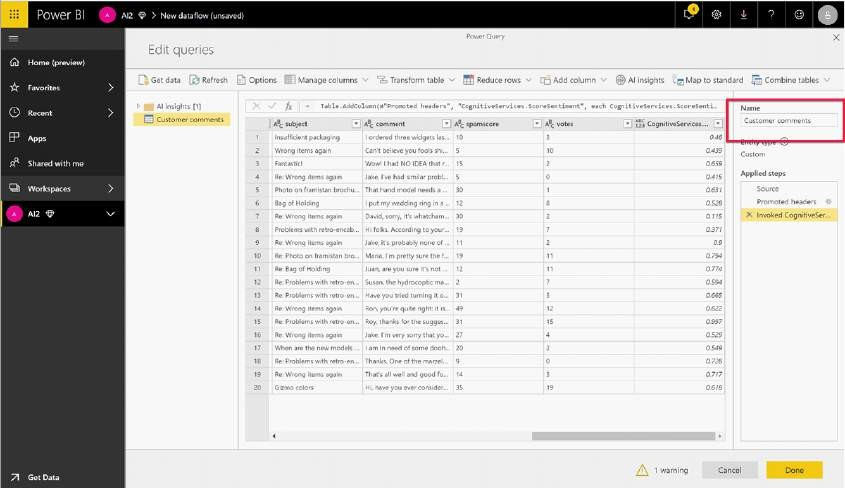 Power BI A AI2 > New dataflow (unsaved) 4 ?
Power Query
Edit queries
Home (preview)
Favorites
Recent
Apps
Shared with me
Workspaces
A AI2
Get Data
Get data Refresh Options Manage columns Transform table Reduce rows Add column AI insights Map to standard Combine tables
AI Insights [1]
Customer comments
fx Table.AddColumn(#"Promoted headers", "CognitiveServices.ScoreSentiment", each CognitiveServices.ScoreSenti...
subject comment spamscore votes CognitiveServices....
1 Insufficient packaging I ordered three widgets las... 10 3 0.46
2 Wrong items again Can't believe you fools shi... 5 10 0.439
3 Fantastic! Wow! I had NO IDEA that r... 15 2 0.659
4 Re: Wrong items again Jake, I've had similar probl... 5 0 0.415
5 Photo on framistan brochu... That hand model needs a ... 30 1 0.631
6 Bag of Holding I put my wedding ring in a ... 12 8 0.528
7 Re: Wrong items again David, sorry, it's whatcham... 30 2 0.115
8 Problems with retro-encab... Hi folks. According to your... 19 7 0.371
9 Re: Wrong items again Jake, it's probably none of ... 11 2 0.9
10 Re: Photo on framistan bro... Maria, I'm pretty sure the f... 19 11 0.794
11 Re: Bag of Holding Juan, are you sure it's not ... 12 11 0.774
12 Re: Problems with retro-en... Susan, the hydrocoptic ma... 2 7 0.594
13 Re: Problems with retro-en... Have you tried turning it o... 31 3 0.665
14 Re: Wrong items again Ron, you're quite right: it is... 49 12 0.622
15 Re: Problems with retro-en... Roy, thanks for the sugges... 31 15 0.997
16 Re: Wrong items again Jake, I'm very sorry that yo... 27 4 0.529
17 When are the new models ... I am in need of some dooh... 20 3 0.549
18 Re: Problems with retro-en... Thanks. One of the marzel... 9 0 0.726
19 Re: Wrong items again That's all well and good fo... 14 3 0.717
20 Gizmo colors Hi, have you ever consider... 35 19 0.616
Name
Customer comments
Entity type
Custom
Applied steps
Source
Promoted headers
Invoked CognitiveSer...
1 warning Cancel Done